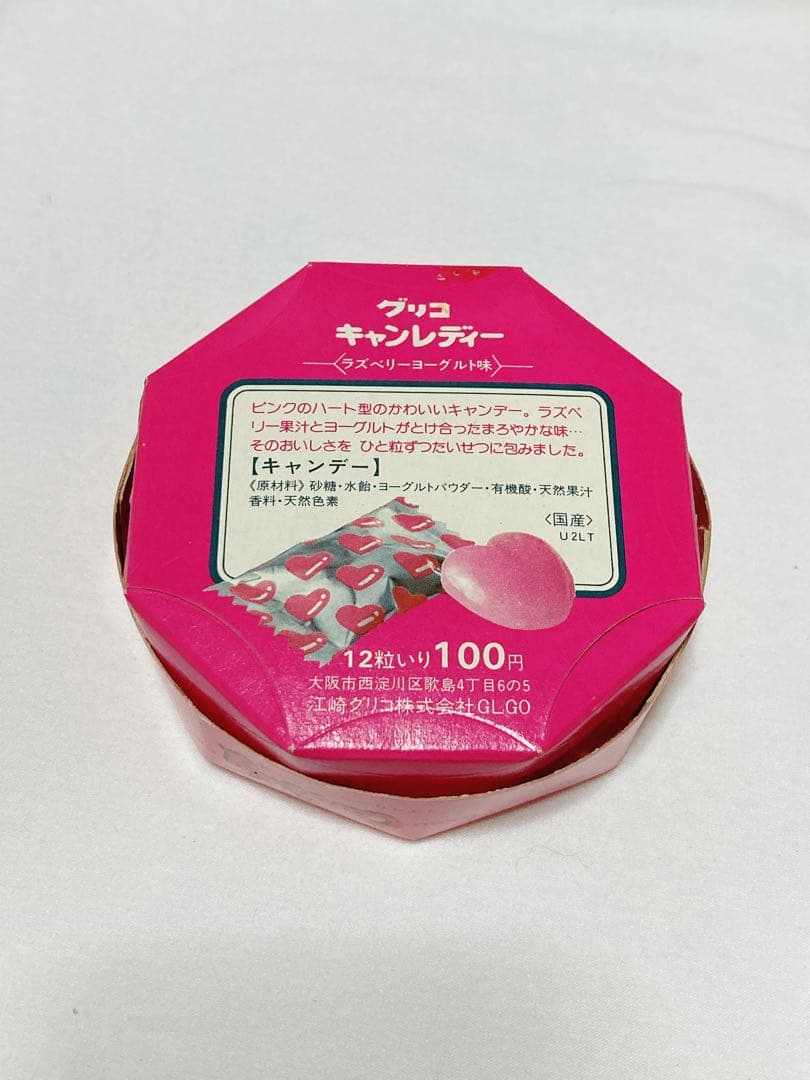 グリコ
キャンレディー
ラズベリーヨーグルト味
ピンクのハート型のかわいいキャンデー。ラズベ
リー果汁とヨーグルトがとけ合ったまろやかな味…
そのおいしさを ひと粒ずつたいせつに包みました。
【キャンデー】
《原材料》砂糖・水飴・ヨーグルトパウダー・有機酸・天然果汁
香料・天然色素
〈国産〉
U2LT
12粒いり100円
大阪市西淀川区歌島4丁目6の5
江崎グリコ株式会社GL.GO